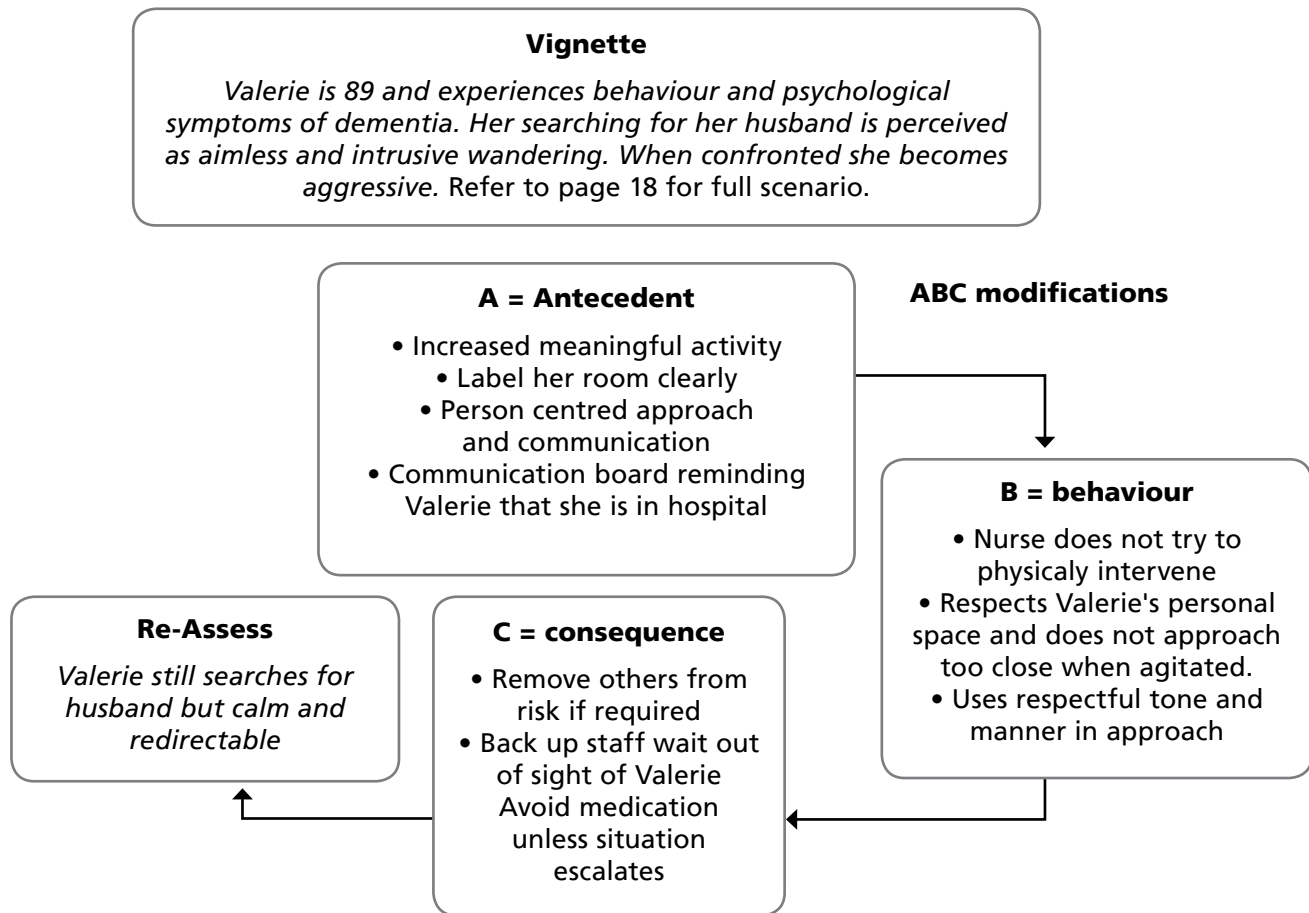 Vignette
Valerie is 89 and experiences behaviour and psychological
symptoms of dementia. Her searching for her husband is perceived
as aimless and intrusive wandering. When confronted she becomes
aggressive. Refer to page 18 for full scenario.
A = Antecedent
• Increased meaningful activity
• Label her room clearly
• Person centred approach
and communication
• Communication board reminding
Valerie that she is in hospital
ABC modifications
B = behaviour
• Nurse does not try to
physicaly intervene
• Respects Valerie's personal
space and does not approach
too close when agitated.
• Uses respectful tone and
manner in approach
C = consequence
• Remove others from
risk if required
• Back up staff wait out
of sight of Valerie
Avoid medication
unless situation
escalates
Re-Assess
Valerie still searches for
husband but calm and
redirectable